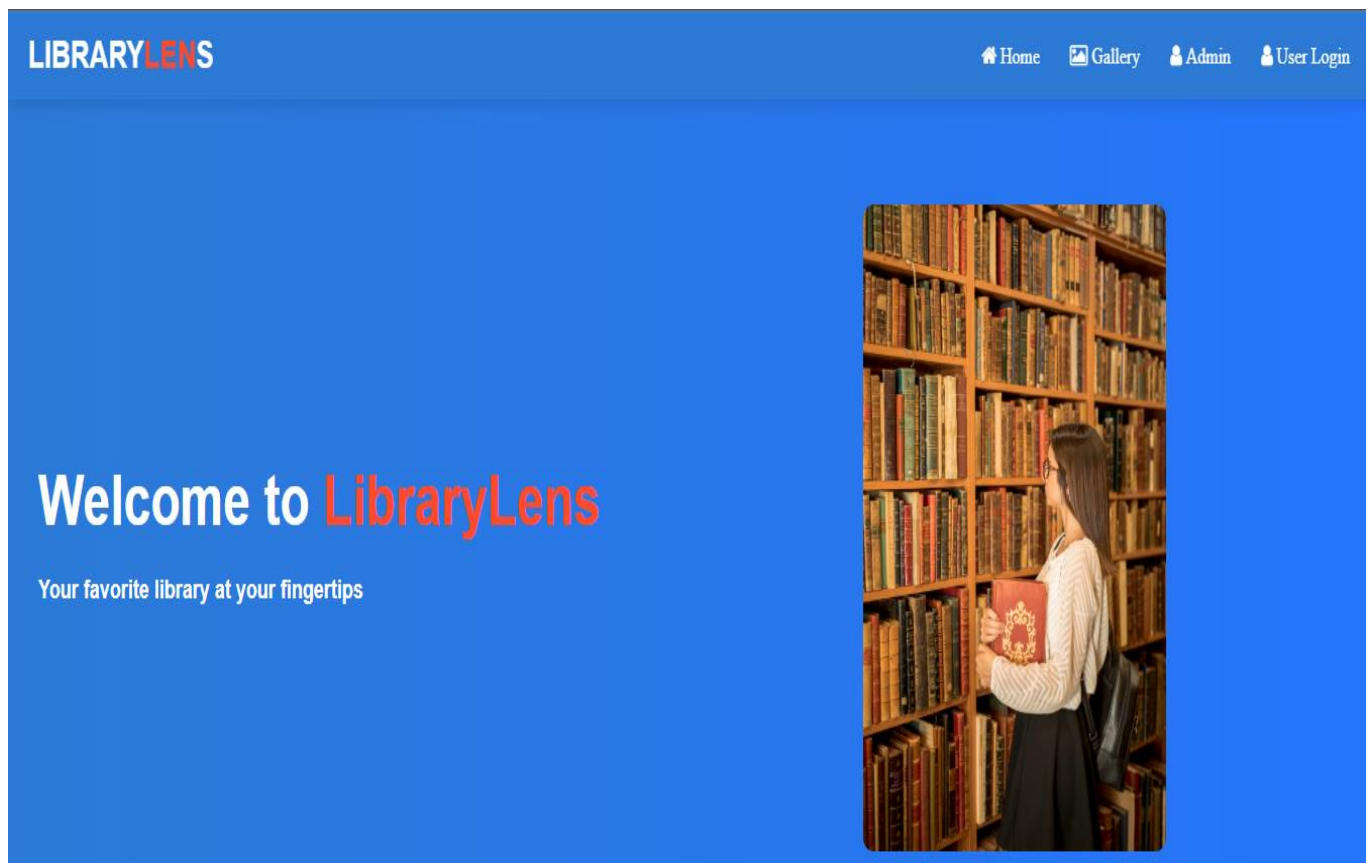 LIBRARYLENS
Home Gallery Admin User Login
Welcome to LibraryLens
Your favorite library at your fingertips